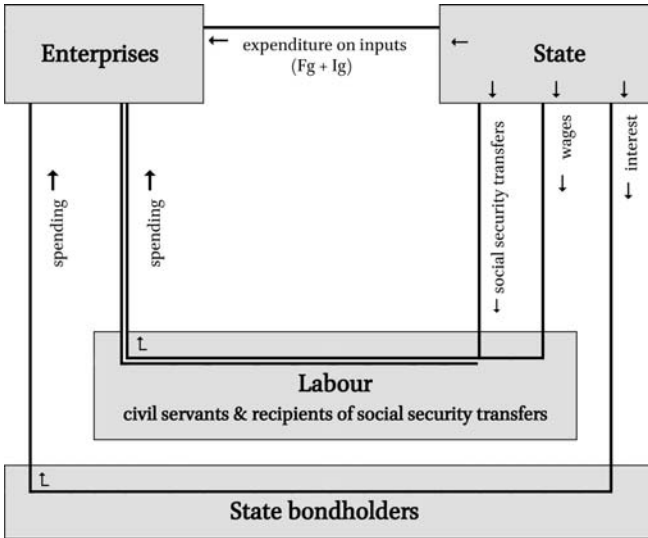 Enterprises
expenditure on inputs
(Fg + Ig)
State
spending
spending
social security transfers
wages
interest
Labour
civil servants & recipients of social security transfers
State bondholders